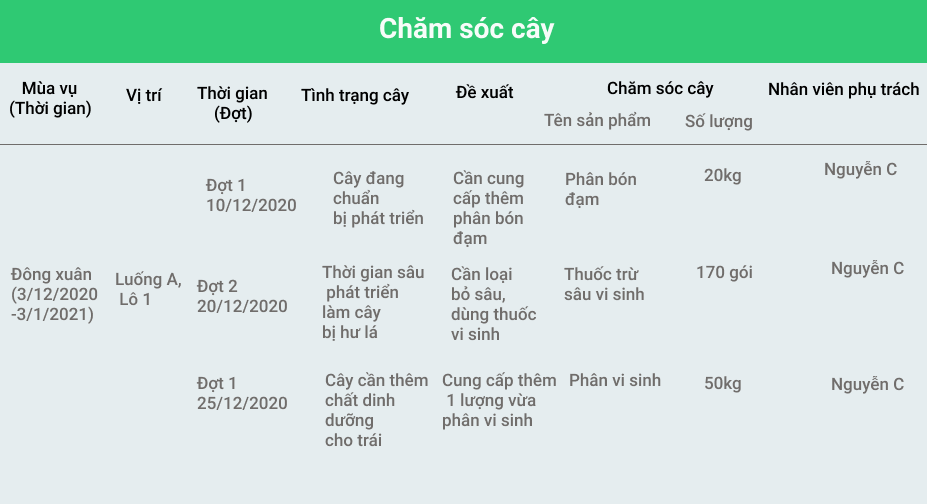 Chăm sóc cây
Mùa vụ
(Thời gian)
Vị trí
Thời gian
(Đợt)
Tình trạng cây
Đề xuất
Chăm sóc cây
Tên sản phẩm
Số lượng
Nhân viên phụ trách
Đông xuân
(3/12/2020
-3/1/2021)
Luống A,
Lô 1
Đợt 1
10/12/2020
Cây đang
chuẩn
bị phát triển
Cần cung
cấp thêm
phân bón
đạm
Phân bón
đạm
20kg
Nguyễn C
Đợt 2
20/12/2020
Thời gian sâu
phát triển
làm cây
bị hư lá
Cần loại
bỏ sâu,
dùng thuốc
vi sinh
Thuốc trừ
sâu vi sinh
170 gói
Nguyễn C
Đợt 1
25/12/2020
Cây cần thêm
chất dinh
dưỡng
cho trái
Cung cấp thêm
1 lượng vừa
phân vi sinh
Phân vi sinh
50kg
Nguyễn C